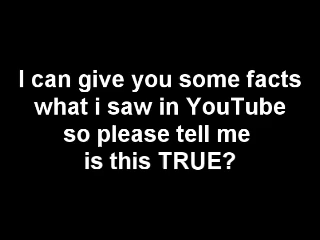 I can give you some facts
what i saw in YouTube
so please tell me
is this TRUE?